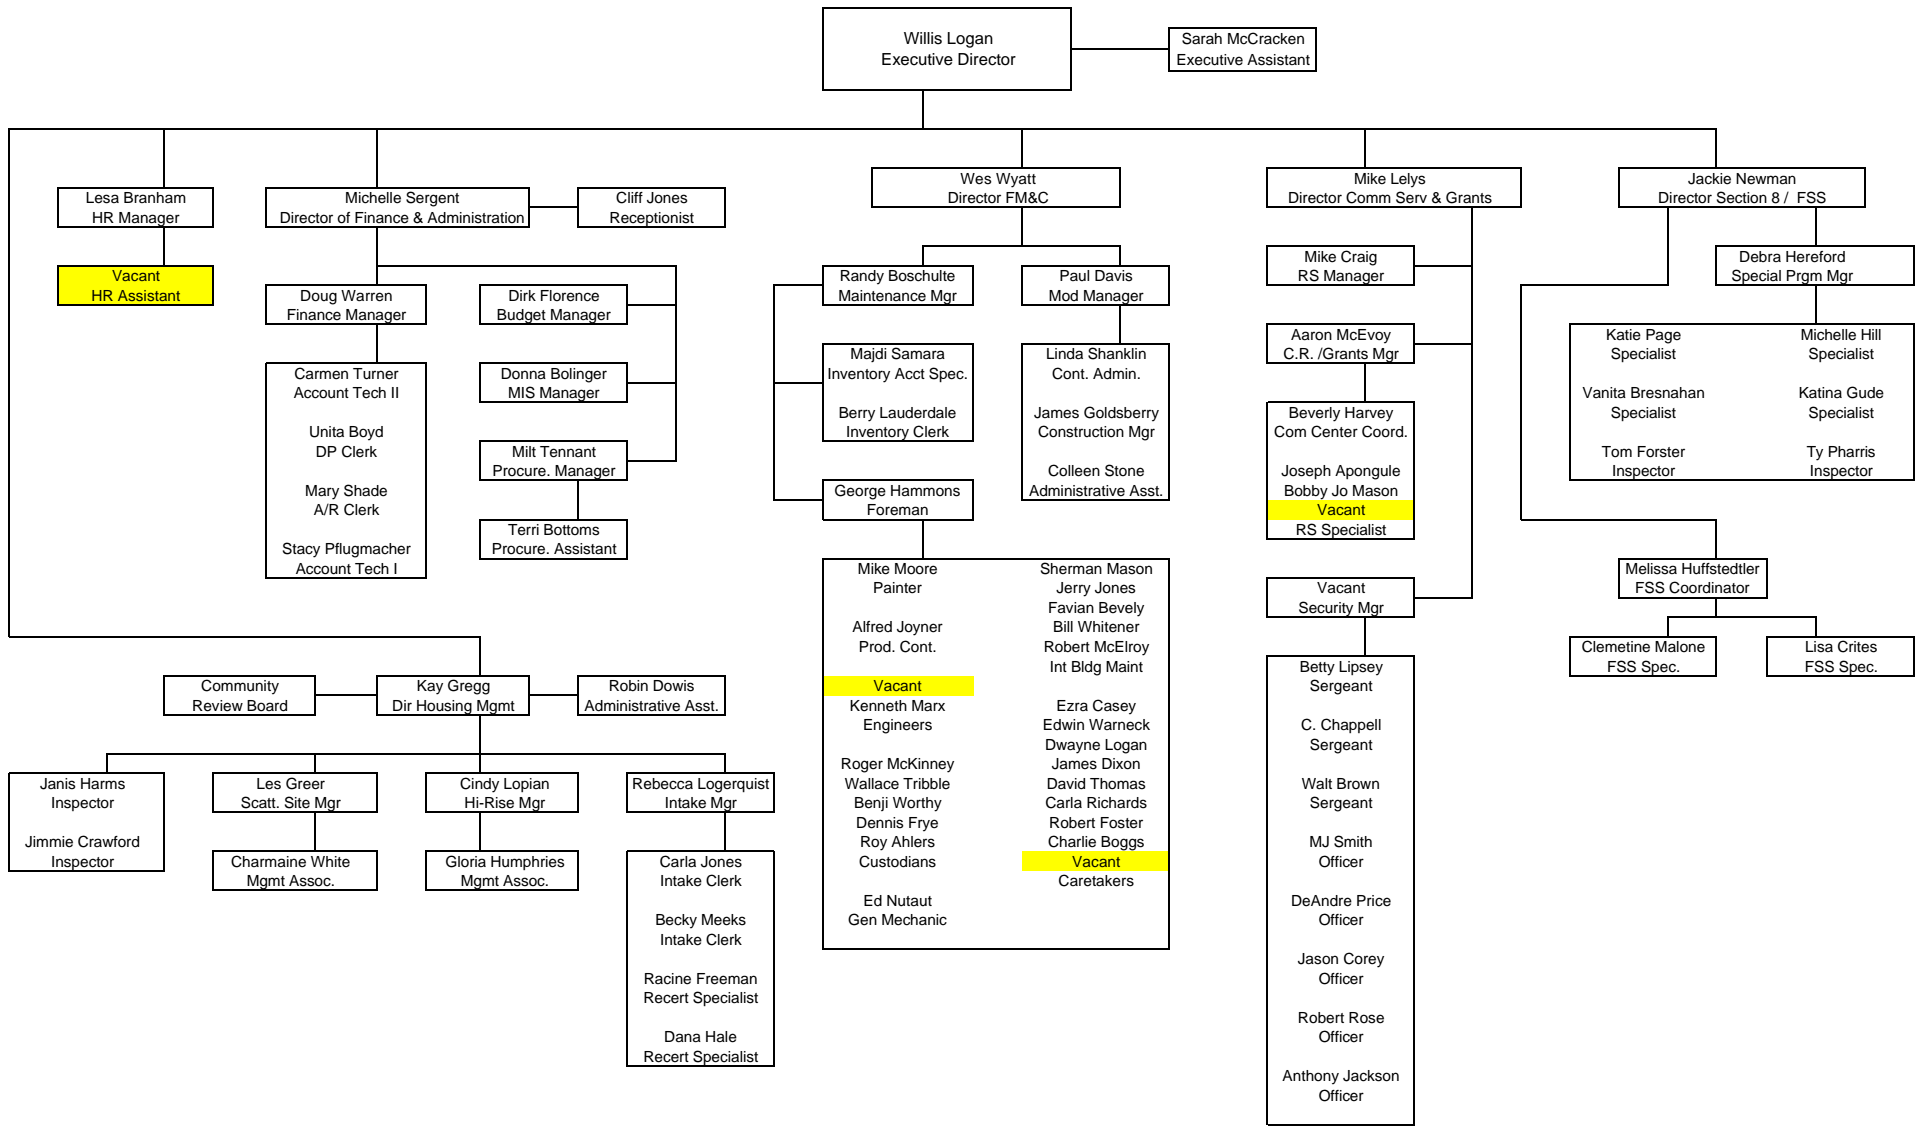 Willis Logan
Executive Director
Sarah McCracken
Executive Assistant
Lesa Branham
HR Manager
Vacant
HR Assistant
Michelle Sergent
Director of Finance & Administration
Cliff Jones
Receptionist
Doug Warren
Finance Manager
Carmen Turner
Account Tech II
Unita Boyd
DP Clerk
Mary Shade
A/R Clerk
Stacy Pflugmacher
Account Tech I
Dirk Florence
Budget Manager
Donna Bolinger
MIS Manager
Milt Tennant
Procure. Manager
Terri Bottoms
Procure. Assistant
Wes Wyatt
Director FM&C
Randy Boschulte
Maintenance Mgr
Majdi Samara
Inventory Acct Spec.
Berry Lauderdale
Inventory Clerk
George Hammons
Foreman
Paul Davis
Mod Manager
Linda Shanklin
Cont. Admin.
James Goldsberry
Construction Mgr
Colleen Stone
Administrative Asst.
Mike Moore
Painter
Alfred Joyner
Prod. Cont.
Vacant
Kenneth Marx
Engineers
Roger McKinney
Wallace Tribble
Benji Worthy
Dennis Frye
Roy Ahlers
Custodians
Ed Nutaut
Gen Mechanic
Sherman Mason
Jerry Jones
Favian Bevely
Bill Whitener
Robert McElroy
Int Bldg Maint
Ezra Casey
Edwin Warneck
Dwayne Logan
James Dixon
David Thomas
Carla Richards
Robert Foster
Charlie Boggs
Vacant
Caretakers
Mike Lelys
Director Comm Serv & Grants
Mike Craig
RS Manager
Aaron McEvoy
C.R. /Grants Mgr
Beverly Harvey
Com Center Coord.
Joseph Apongule
Bobby Jo Mason
Vacant
RS Specialist
Vacant
Security Mgr
Betty Lipsey
Sergeant
C. Chappell
Sergeant
Walt Brown
Sergeant
MJ Smith
Officer
DeAndre Price
Officer
Jason Corey
Officer
Robert Rose
Officer
Anthony Jackson
Officer
Jackie Newman
Director Section 8 /  FSS
Debra Hereford
Special Prgm Mgr
Katie Page
Specialist
Vanita Bresnahan
Specialist
Tom Forster
Inspector
Michelle Hill
Specialist
Katina Gude
Specialist
Ty Pharris
Inspector
Melissa Huffstedtler
FSS Coordinator
Clemetine Malone
FSS Spec.
Lisa Crites
FSS Spec.
Community
Review Board
Kay Gregg
Dir Housing Mgmt
Robin Dowis
Administrative Asst.
Janis Harms
Inspector
Jimmie Crawford
Inspector
Les Greer
Scatt. Site Mgr
Charmaine White
Mgmt Assoc.
Cindy Lopian
Hi-Rise Mgr
Gloria Humphries
Mgmt Assoc.
Rebecca Logerquist
Intake Mgr
Carla Jones
Intake Clerk
Becky Meeks
Intake Clerk
Racine Freeman
Recert Specialist
Dana Hale
Recert Specialist